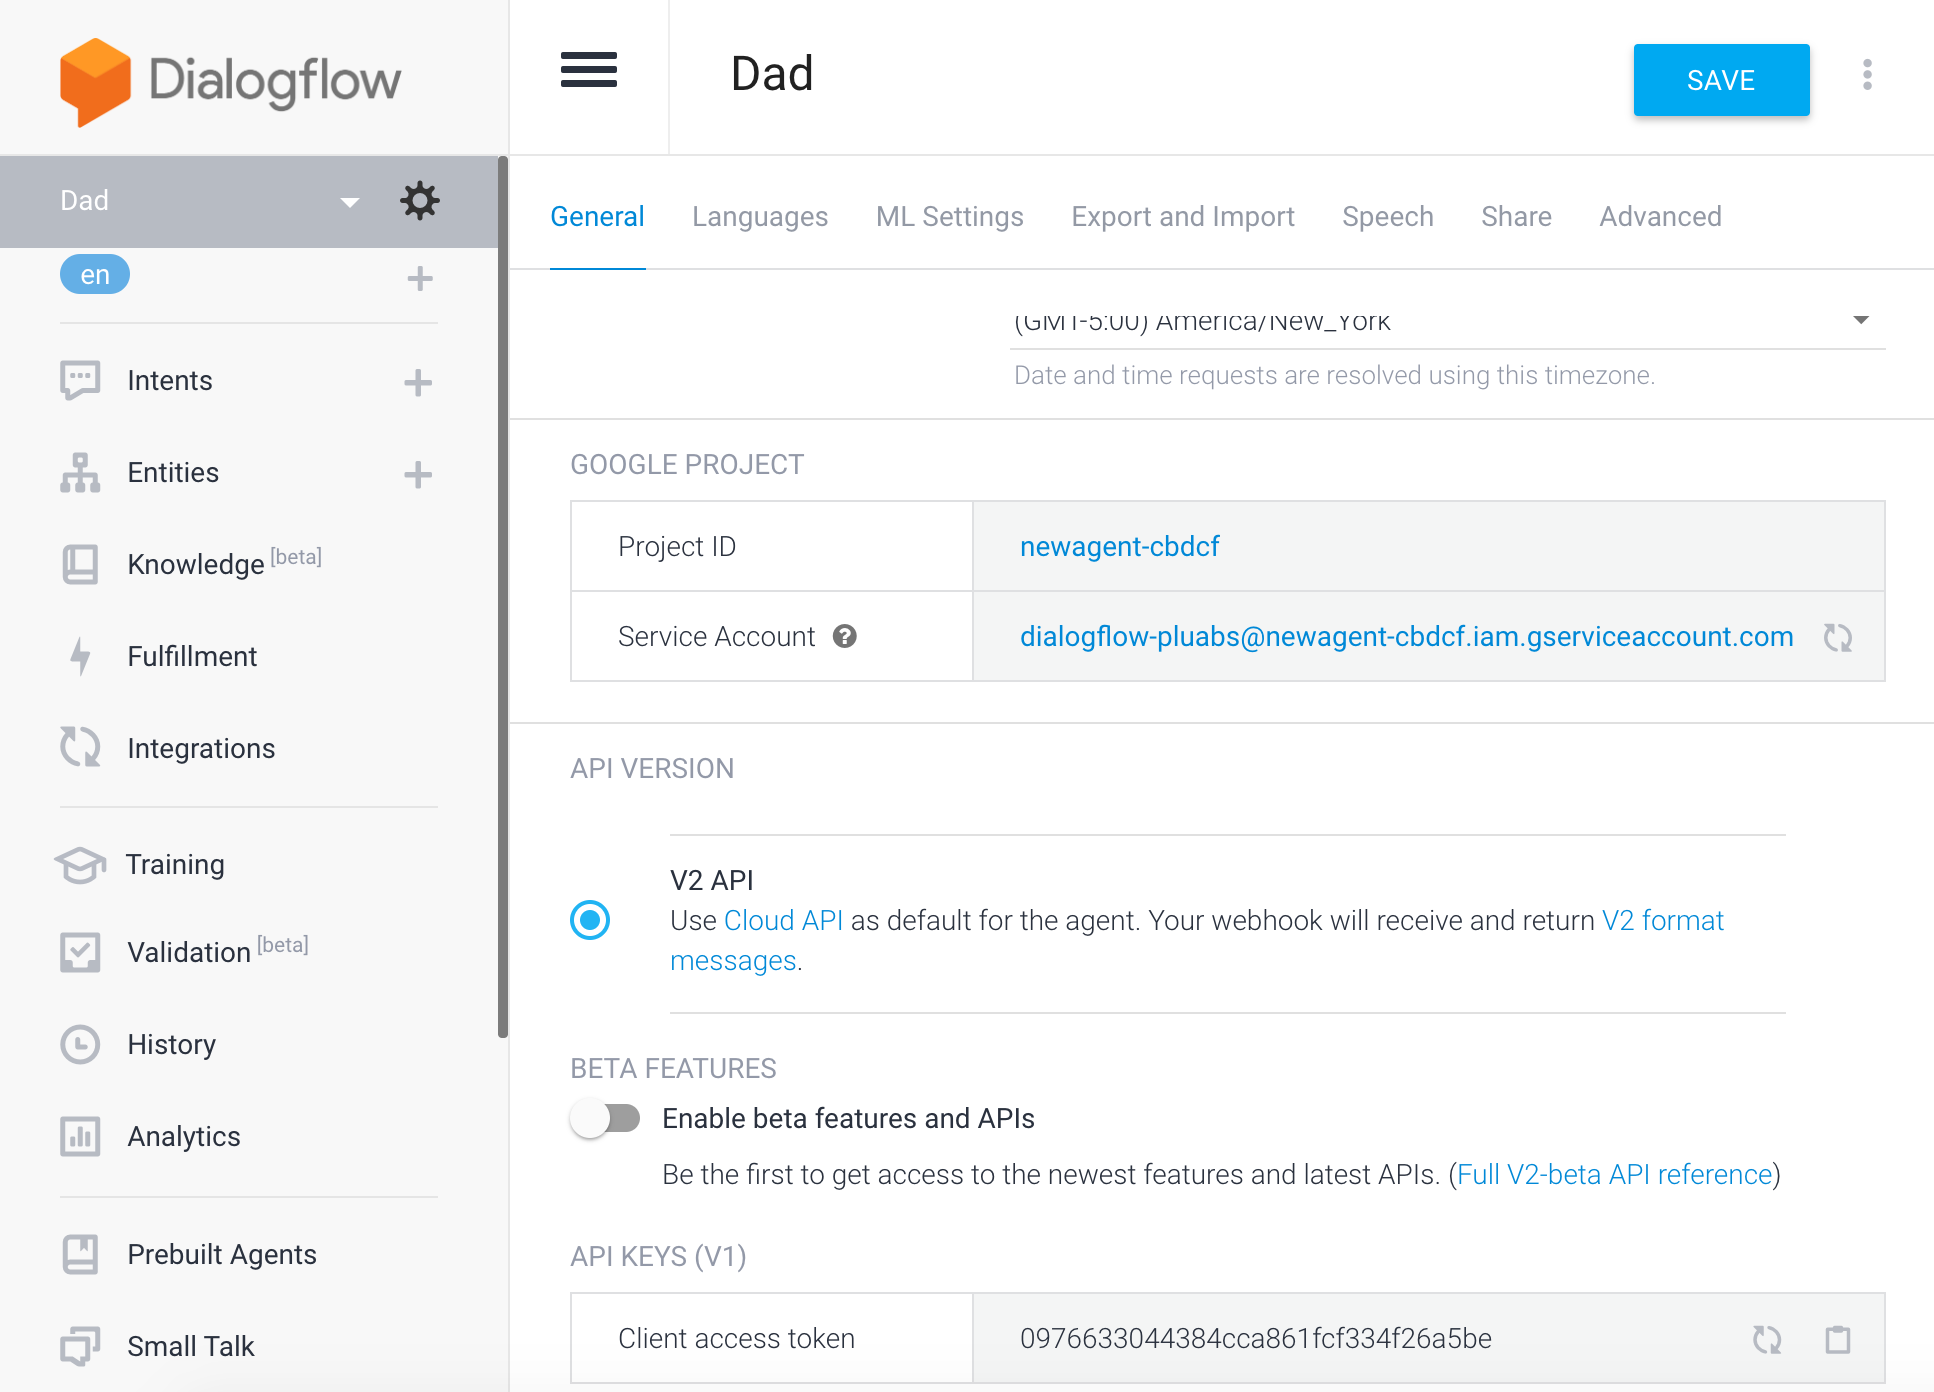 Dialogflow
Dad
SAVE
Dad
en
General Languages ML Settings Export and Import Speech Share Advanced
(GMT-5:00) America/New_York
Date and time requests are resolved using this timezone.
Intents
Entities
Knowledge [beta]
Fulfillment
Integrations
Training
Validation [beta]
History
Analytics
Prebuilt Agents
Small Talk
GOOGLE PROJECT
Project ID newagent-cbdcf
Service Account dialogflow-pluabs@newagent-cbdcf.iam.gserviceaccount.com
API VERSION
V2 API
Use Cloud API as default for the agent. Your webhook will receive and return V2 format
messages.
BETA FEATURES
Enable beta features and APIs
Be the first to get access to the newest features and latest APIs. (Full V2-beta API reference)
API KEYS (V1)
Client access token 0976633044384cca861fcf334f26a5be